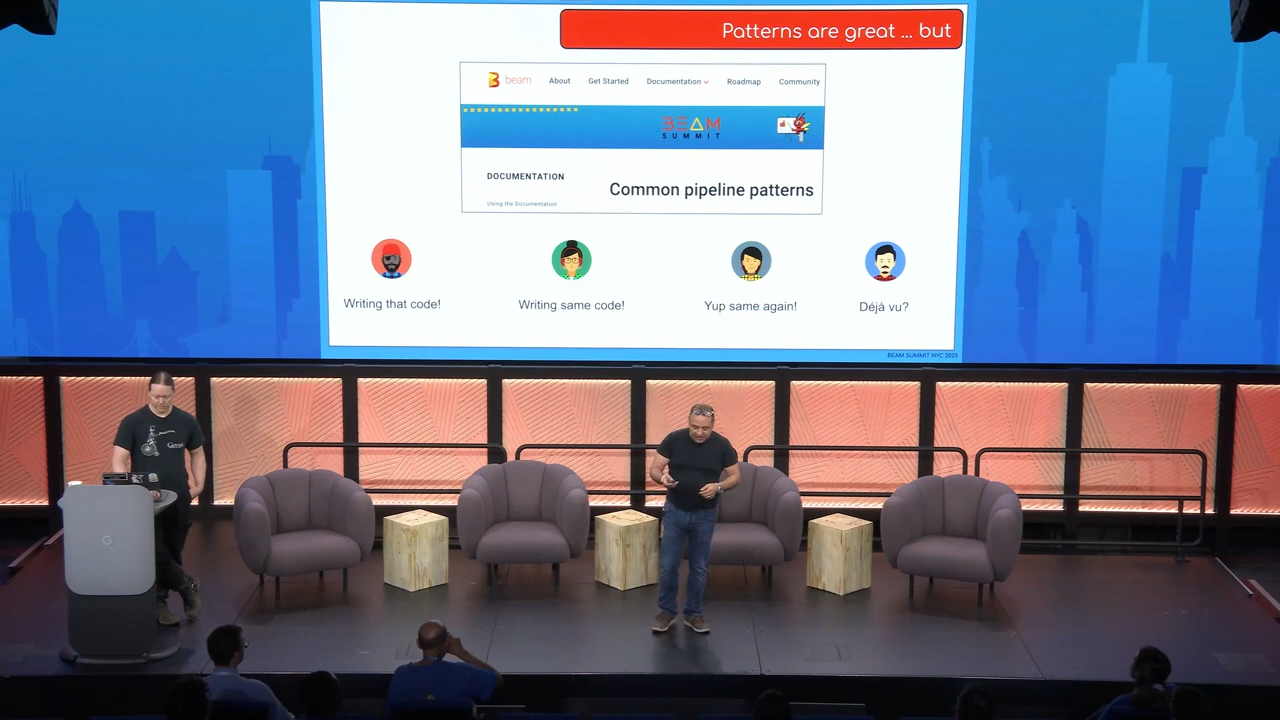 Patterns are great ... but
beam About Get Started Documentation Roadmap Community
BEAM
SUMMIT
DOCUMENTATION
Common pipeline patterns
Using the Documentation
Writing that code!
Writing same code!
Yup same again!
Déjà vu?
BEAM SUMMIT NYC 2023
Google
G